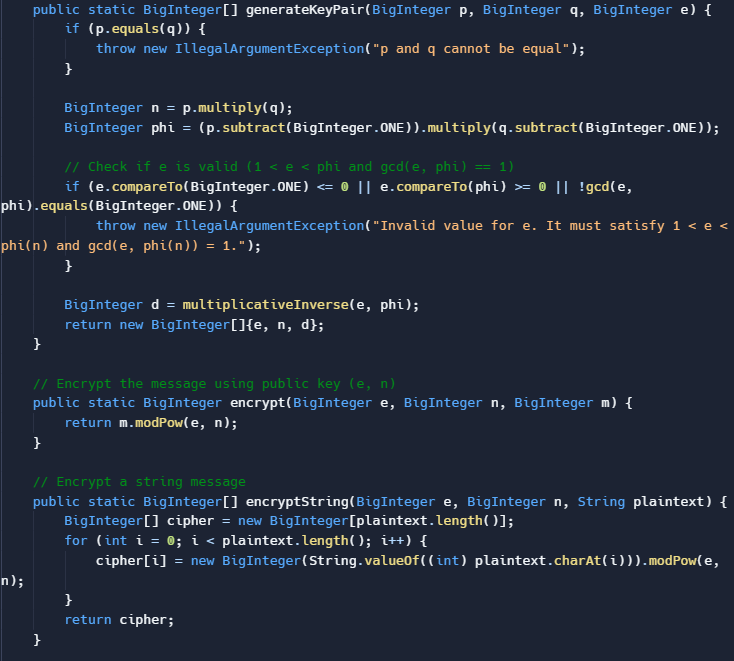 public static BigInteger[] generateKeyPair(BigInteger p, BigInteger q, BigInteger e) {
if (p.equals(q)) {
throw new IllegalArgumentException("p and q cannot be equal");
}
BigInteger n = p.multiply(q);
BigInteger phi = (p.subtract(BigInteger.ONE)).multiply(q.subtract(BigInteger.ONE));
// Check if e is valid (1 < e < phi and gcd(e, phi) == 1)
if (e.compareTo(BigInteger.ONE) <= 0 || e.compareTo(phi) >= 0 || !gcd(e,
phi).equals(BigInteger.ONE)) {
throw new IllegalArgumentException("Invalid value for e. It must satisfy 1 < e <
phi(n) and gcd(e, phi(n)) = 1.");
}
BigInteger d = multiplicativeInverse(e, phi);
return new BigInteger[]{e, n, d};
}
// Encrypt the message using public key (e, n)
public static BigInteger encrypt(BigInteger e, BigInteger n, BigInteger m) {
return m.modPow(e, n);
}
// Encrypt a string message
public static BigInteger[] encryptString(BigInteger e, BigInteger n, String plaintext) {
BigInteger[] cipher = new BigInteger[plaintext.length()];
for (int i = 0; i < plaintext.length(); i++) {
cipher[i] = new BigInteger(String.valueOf((int) plaintext.charAt(i))).modPow(e,
n);
}
return cipher;
}